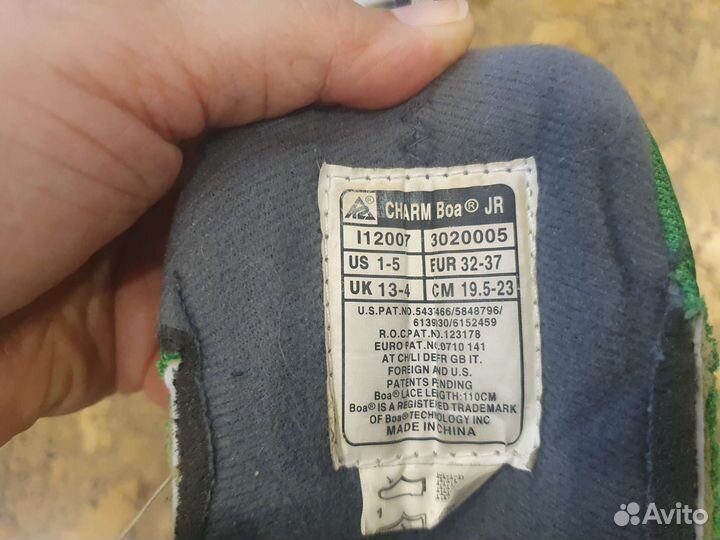 CHARM Boa® JR
I12007 3020005
US 1-5 EUR 32-37
UK 13-4 CM 19.5-23
U.S.PAT.NO.5437466/5848796/
6139930/6152459
R.O.C.PAT.NO.123178
EURO PAT.NO.0710 141
AT CH LI DE FR GB IT.
FOREIGN AND U.S.
PATENTS PENDING
Boa® LACE LENGTH:110CM
Boa® IS A REGISTERED TRADEMARK
OF Boa® TECHNOLOGY INC
MADE IN CHINA
Avito